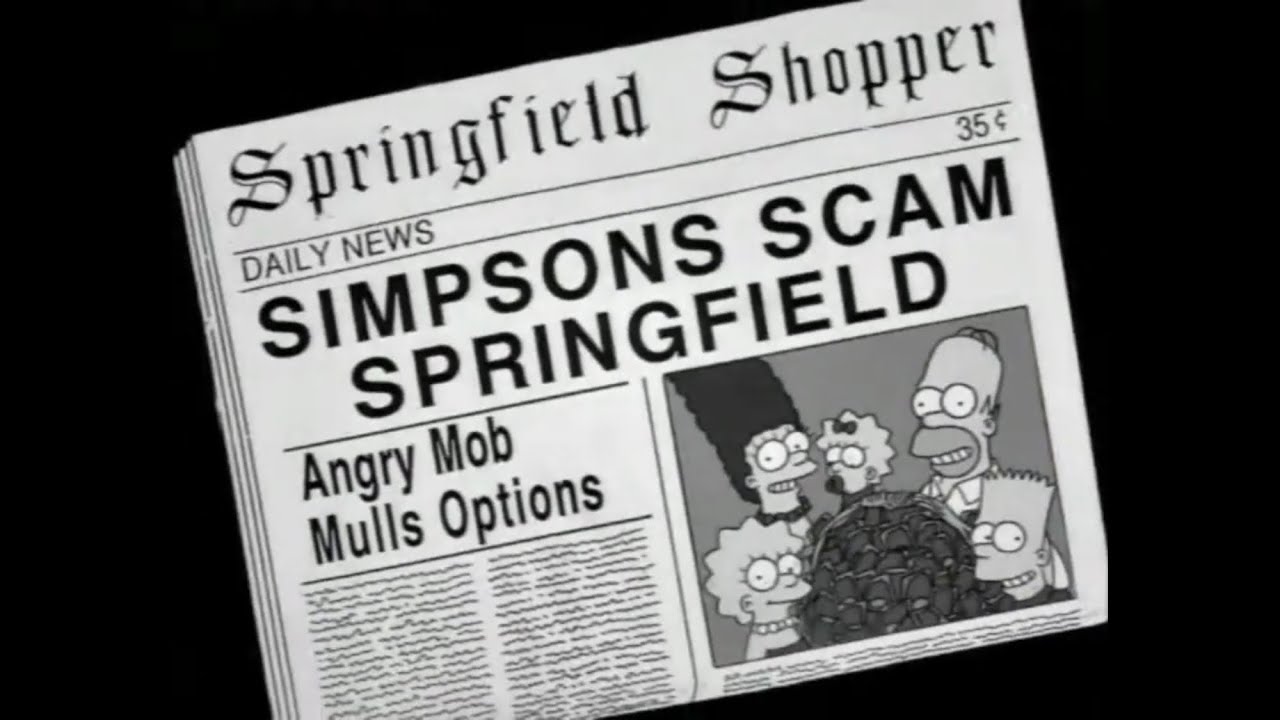 Springfield Shopper
35¢
DAILY NEWS
SIMPSONS SCAM
SPRINGFIELD
Angry Mob
Mulls Options